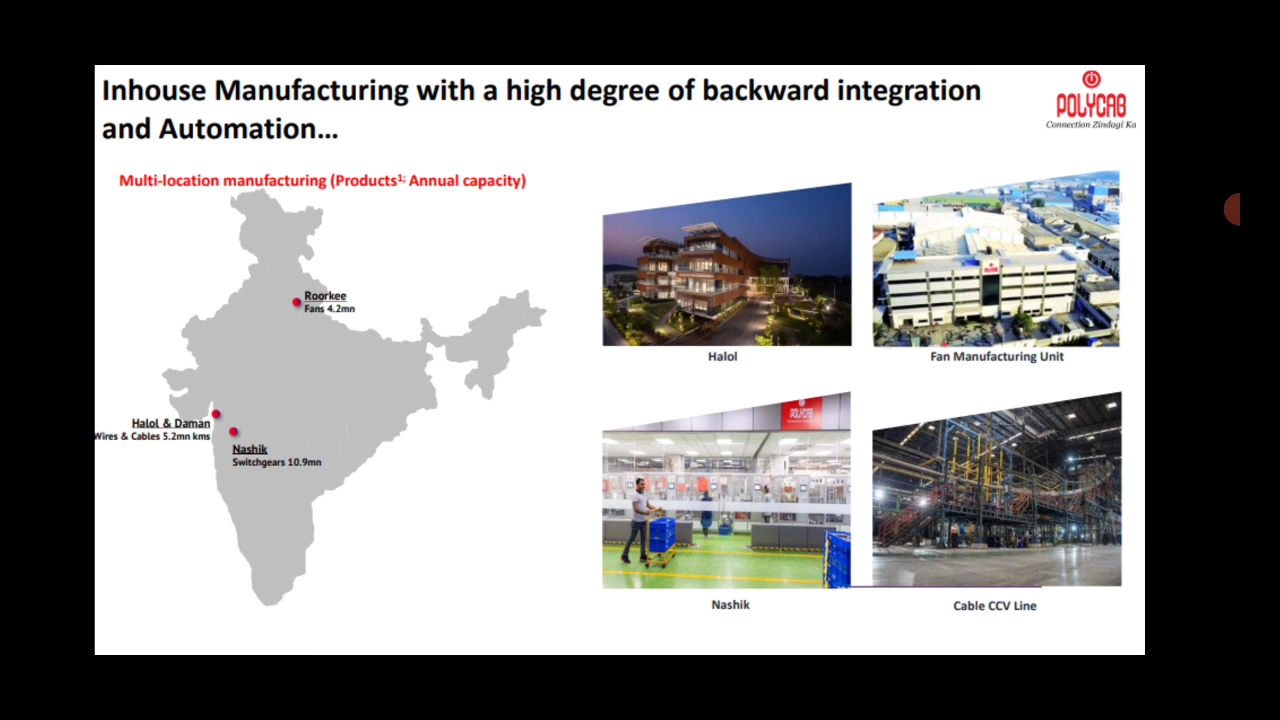 Inhouse Manufacturing with a high degree of backward integration
and Automation...
POLYCAB
Connection Zindagi Ka
Multi-location manufacturing (Products¹; Annual capacity)
Roorkee
Fans 4.2mn
Halol & Daman
Wires & Cables 5.2mn kms
Nashik
Switchgears 10.9mn
Halol
POLYCAB
Fan Manufacturing Unit
POLYCAB
Nashik
Cable CCV Line